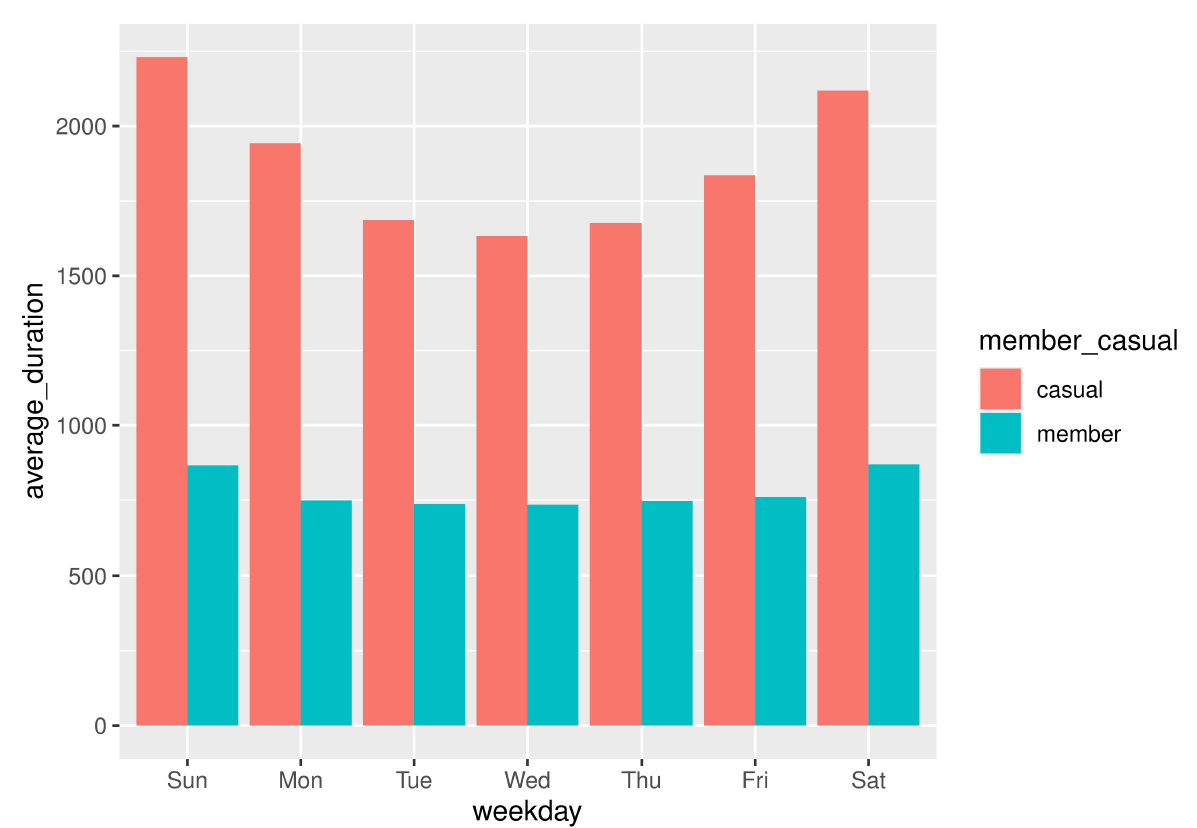 average_duration
2000
1500
1000
500
0
Sun Mon Tue Wed Thu Fri Sat
weekday
member_casual
casual
member